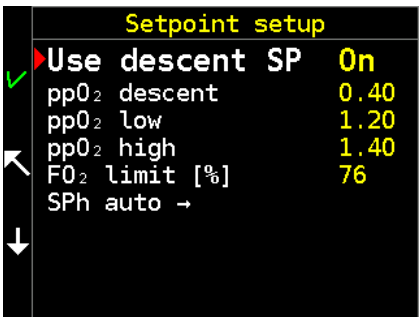 Setpoint setup
Use descent SP On
ppO₂ descent 0.40
ppO₂ low 1.20
ppO₂ high 1.40
FO₂ limit [%] 76
SPh auto →